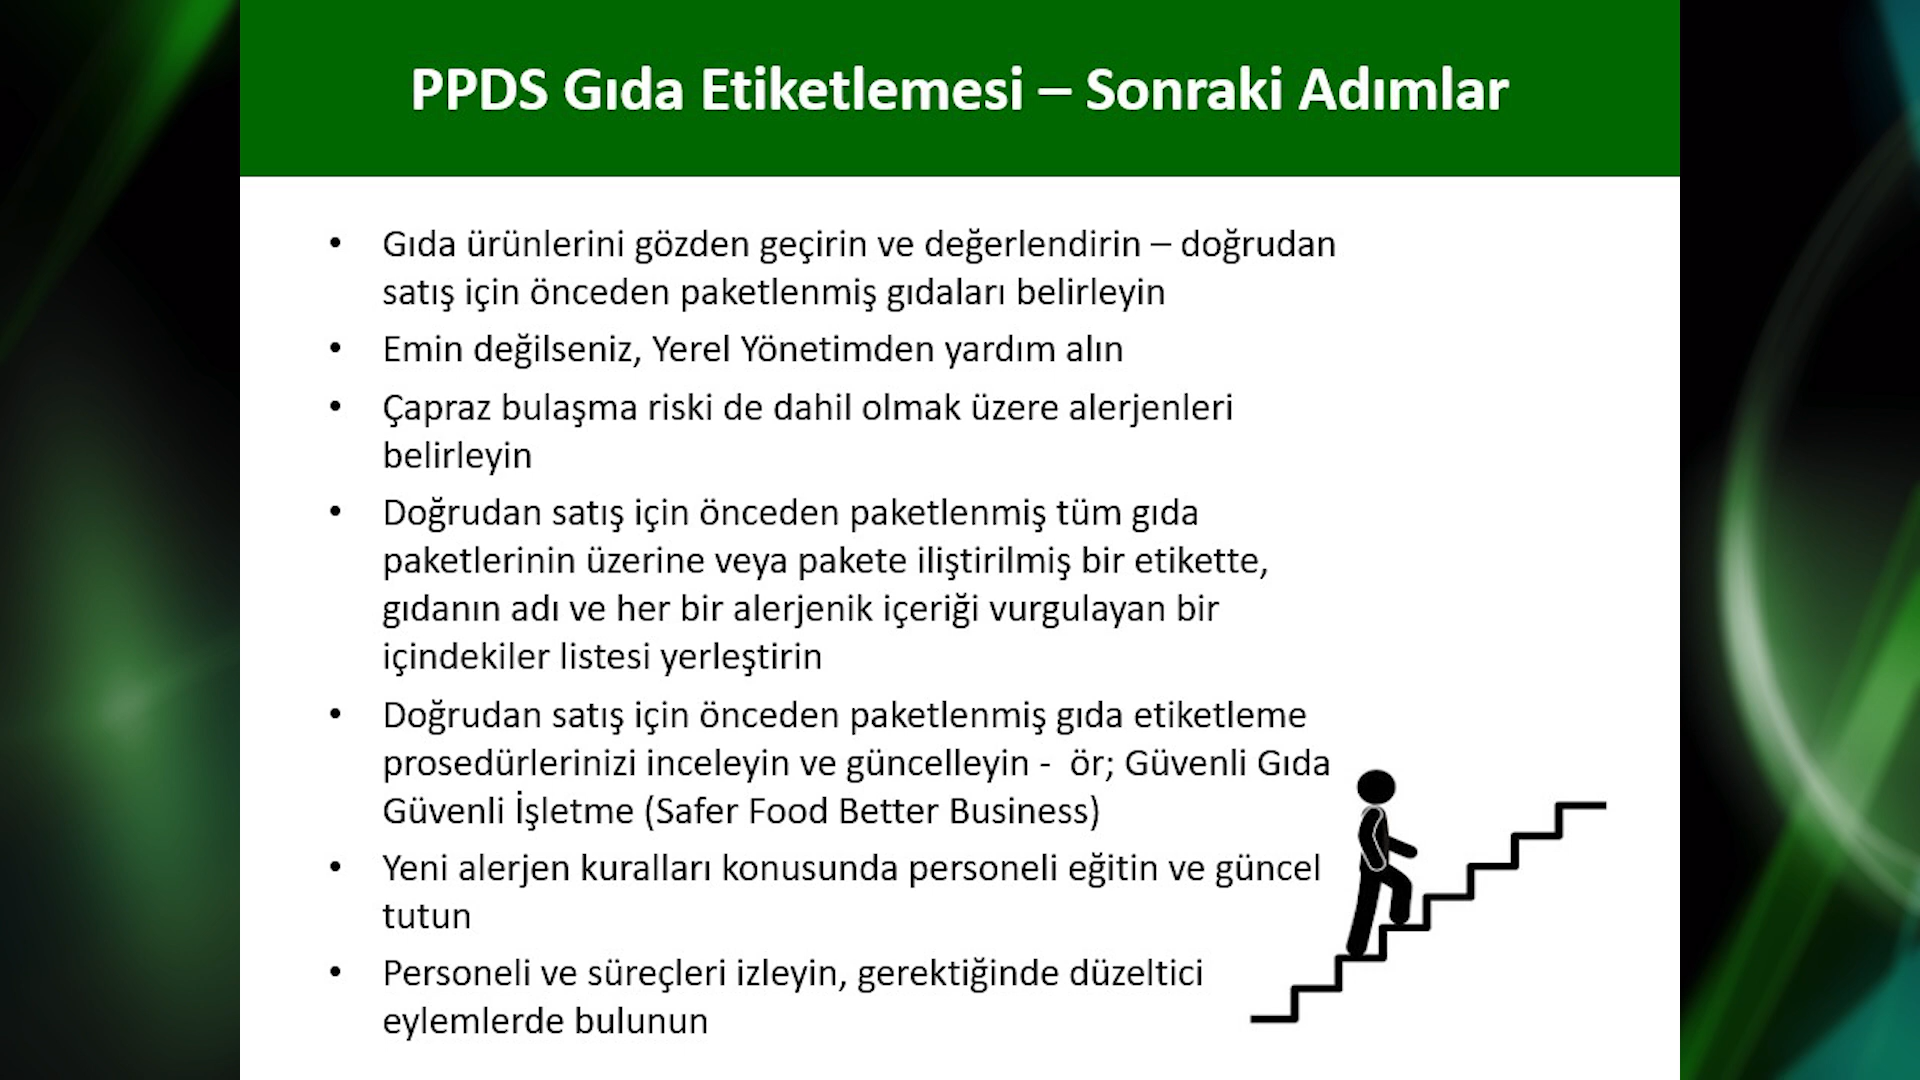 PPDS Gıda Etiketlemesi – Sonraki Adımlar
• Gıda ürünlerini gözden geçirin ve değerlendirin – doğrudan
satış için önceden paketlenmiş gıdaları belirleyin
• Emin değilseniz, Yerel Yönetimden yardım alın
• Çapraz bulaşma riski de dahil olmak üzere alerjenleri
belirleyin
• Doğrudan satış için önceden paketlenmiş tüm gıda
paketlerinin üzerine veya pakete iliştirilmiş bir etikette,
gıdanın adı ve her bir alerjenik içeriği vurgulayan bir
içindekiler listesi yerleştirin
• Doğrudan satış için önceden paketlenmiş gıda etiketleme
prosedürlerinizi inceleyin ve güncelleyin -  ör; Güvenli Gıda
Güvenli İşletme (Safer Food Better Business)
• Yeni alerjen kuralları konusunda personeli eğitin ve güncel
tutun
• Personeli ve süreçleri izleyin, gerektiğinde düzeltici
eylemlerde bulunun